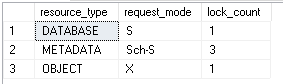 resource_type request_mode lock_count
1 DATABASE S 1
2 METADATA Sch-S 3
3 OBJECT X 1